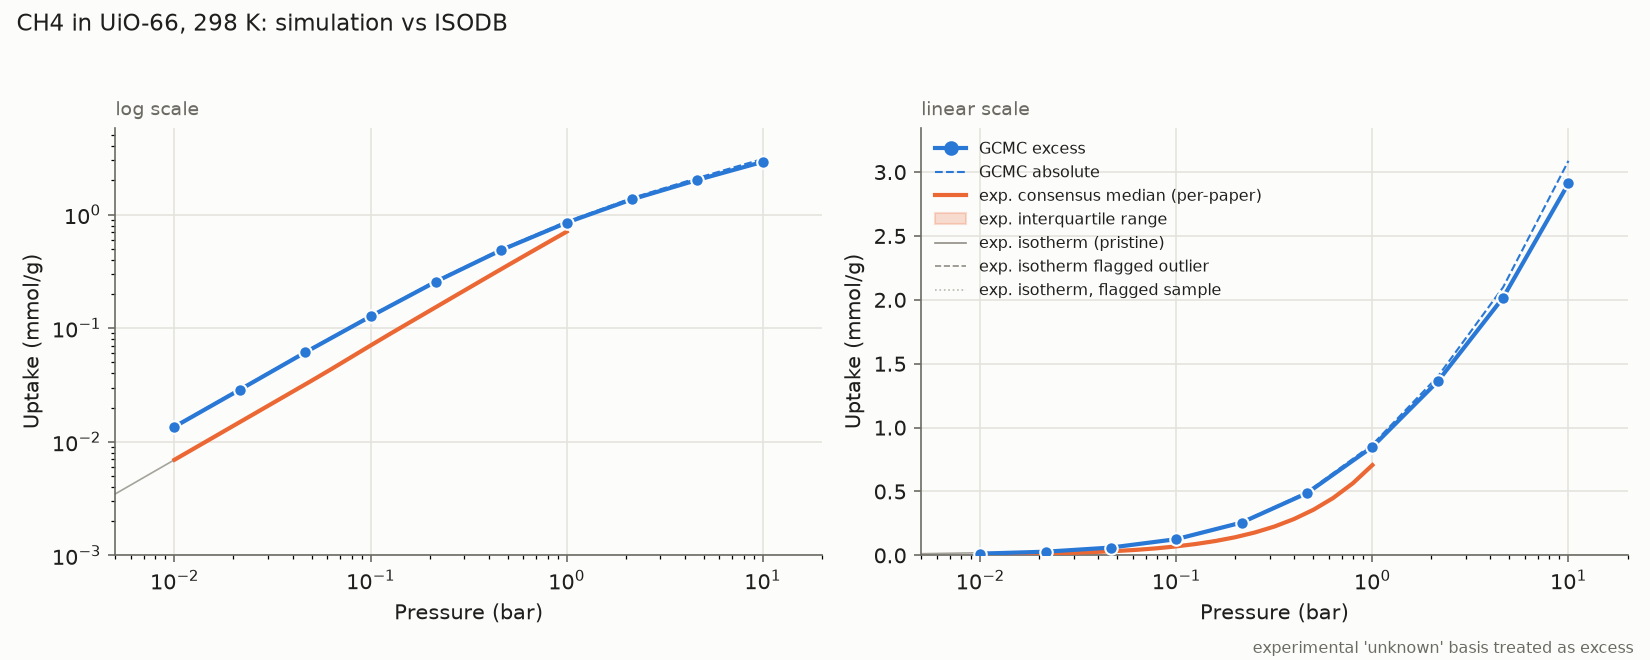 CH4 in UiO-66, 298 K: simulation vs ISODB
log scale
10⁰
10⁻¹
10⁻²
10⁻³
Uptake (mmol/g)
10⁻² 10⁻¹ 10⁰ 10¹
Pressure (bar)
linear scale
GCMC excess
GCMC absolute
exp. consensus median (per-paper)
exp. interquartile range
exp. isotherm (pristine)
exp. isotherm flagged outlier
exp. isotherm, flagged sample
3.0
2.5
2.0
1.5
1.0
0.5
0.0
Uptake (mmol/g)
10⁻² 10⁻¹ 10⁰ 10¹
Pressure (bar)
experimental 'unknown' basis treated as excess